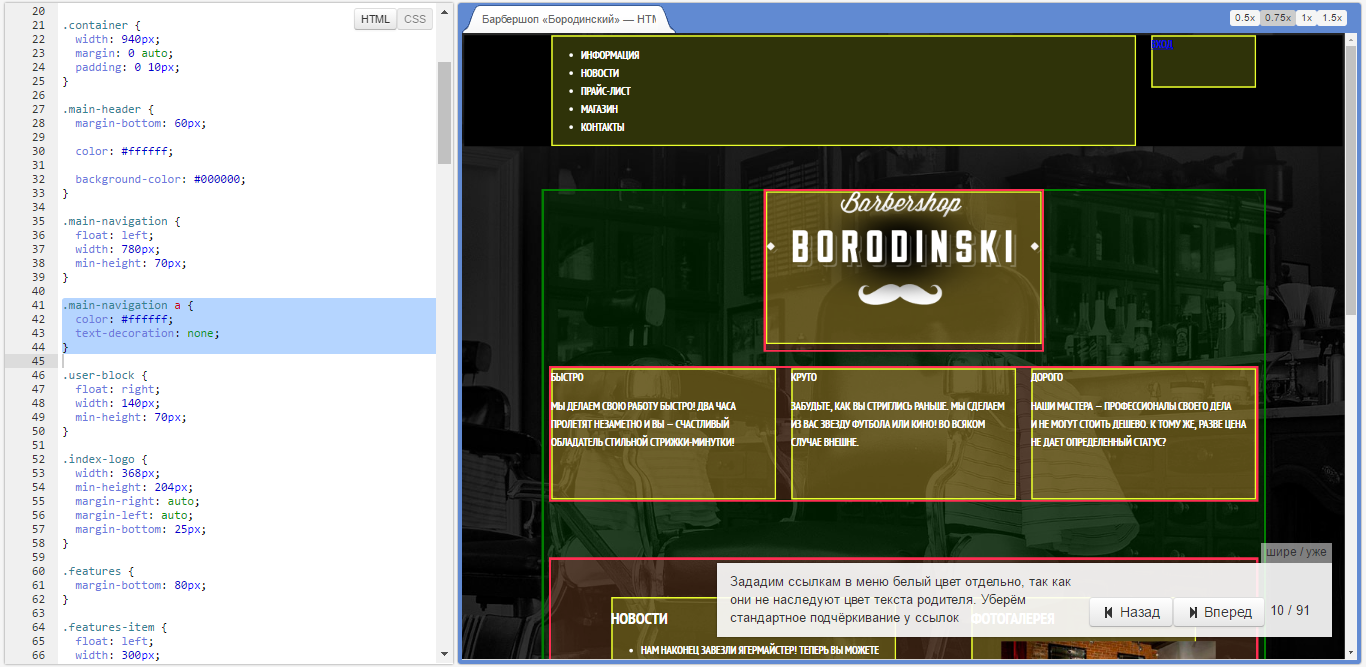 20
21 .container {
22 width: 940px;
23 margin: 0 auto;
24 padding: 0 10px;
25 }
26
27 .main-header {
28 margin-bottom: 60px;
29
30 color: #ffffff;
31
32 background-color: #000000;
33 }
34
35 .main-navigation {
36 float: left;
37 width: 780px;
38 min-height: 70px;
39 }
40
41 .main-navigation a {
42 color: #ffffff;
43 text-decoration: none;
44 }
45
46 .user-block {
47 float: right;
48 width: 140px;
49 min-height: 70px;
50 }
51
52 .index-logo {
53 width: 368px;
54 min-height: 204px;
55 margin-right: auto;
56 margin-left: auto;
57 margin-bottom: 25px;
58 }
59
60 .features {
61 margin-bottom: 80px;
62 }
63
64 .features-item {
65 float: left;
66 width: 300px;
HTML CSS
Барбершоп «Бородинский» — HTM
0.5x 0.75x 1x 1.5x
ИНФОРМАЦИЯ
НОВОСТИ
ПРАЙС-ЛИСТ
МАГАЗИН
КОНТАКТЫ
Barbershop
BORODINSKI
БЫСТРО
МЫ ДЕЛАЕМ СВОЮ РАБОТУ БЫСТРО! ДВА ЧАСА
ПРОЛЕТЯТ НЕЗАМЕТНО И ВЫ — СЧАСТЛИВЫЙ
ОБЛАДАТЕЛЬ СТИЛЬНОЙ СТРИЖКИ-МИНУТКИ!
КРУТО
ЗАБУДЬТЕ, КАК ВЫ СТРИГЛИСЬ РАНЬШЕ. МЫ СДЕЛАЕМ
ИЗ ВАС ЗВЕЗДУ ФУТБОЛА ИЛИ КИНО! ВО ВСЯКОМ
СЛУЧАЕ ВНЕШНЕ.
ДОРОГО
НАШИ МАСТЕРА — ПРОФЕССИОНАЛЫ СВОЕГО ДЕЛА
И НЕ МОГУТ СТОИТЬ ДЕШЕВО. К ТОМУ ЖЕ, РАЗВЕ ЦЕНА
НЕ ДАЕТ ОПРЕДЕЛЕННЫЙ СТАТУС?
шире / уже
Зададим ссылкам в меню белый цвет отдельно, так как
они не наследуют цвет текста родителя. Уберём
стандартное подчёркивание у ссылок
Назад Вперед 10 / 91
НОВОСТИ
ФОТОГАЛЕРЕЯ
НАМ НАКОНЕЦ ЗАВЕЗЛИ ЯГЕРМАЙСТЕР! ТЕПЕРЬ ВЫ МОЖЕТЕ